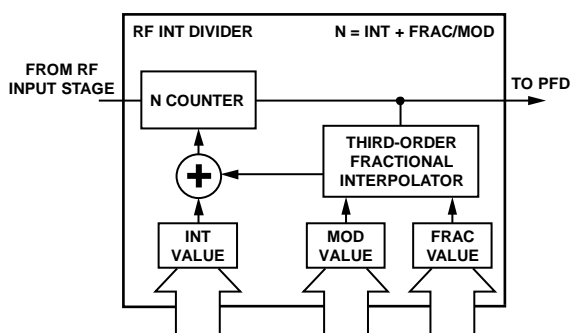 RF INT DIVIDER
N = INT + FRAC/MOD
FROM RF
INPUT STAGE
N COUNTER
TO PFD
THIRD-ORDER
FRACTIONAL
INTERPOLATOR
INT
VALUE
MOD
VALUE
FRAC
VALUE